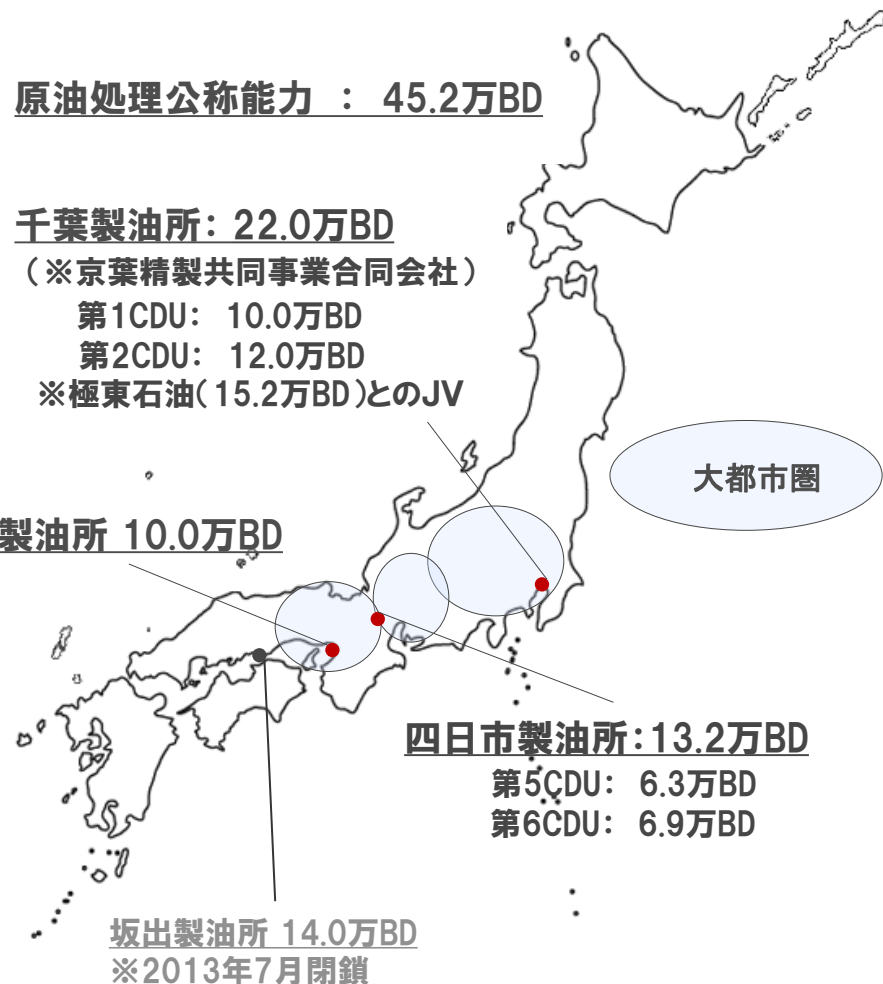 原油処理公称能力 : 45.2万BD
千葉製油所: 22.0万BD
(※京葉精製共同事業合同会社)
第1CDU: 10.0万BD
第2CDU: 12.0万BD
※極東石油(15.2万BD)とのJV
大都市圏
製油所 10.0万BD
四日市製油所:13.2万BD
第5CDU: 6.3万BD
第6CDU: 6.9万BD
坂出製油所 14.0万BD
※2013年7月閉鎖